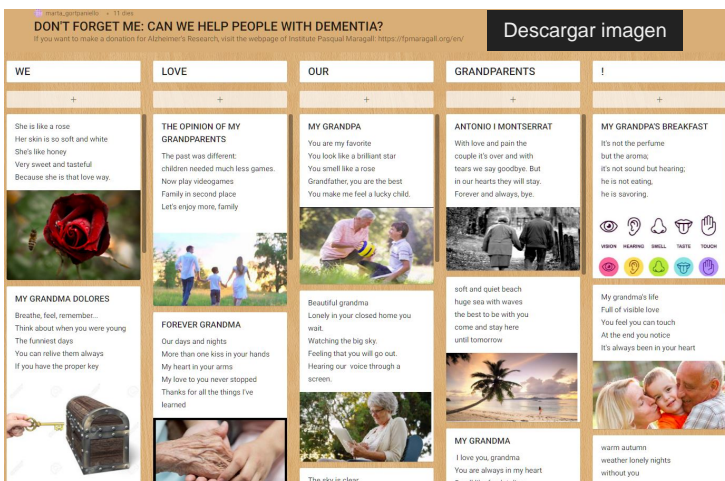 marta_gortpaniello • 11 dies
DON'T FORGET ME: CAN WE HELP PEOPLE WITH DEMENTIA?
If you want to make a donation for Alzheimer's Research, visit the webpage of Institute Pasqual Maragall: https://fpmaragall.org/en/
Descargar imagen
WE
+
She is like a rose
Her skin is so soft and white
She's like honey
Very sweet and tasteful
Because she is that love way.
MY GRANDMA DOLORES
Breathe, feel, remember...
Think about when you were young
The funniest days
You can relive them always
If you have the proper key
LOVE
+
THE OPINION OF MY
GRANDPARENTS
The past was different:
children needed much less games.
Now play videogames
Family in second place
Let's enjoy more, family
FOREVER GRANDMA
Our days and nights
More than one kiss in your hands
My heart in your arms
My love to you never stopped
Thanks for all the things I've
learned
OUR
+
MY GRANDPA
You are my favorite
You look like a brilliant star
You smell like a rose
Grandfather, you are the best
You make me feel a lucky child.
Beautiful grandma
Lonely in your closed home you
wait.
Watching the big sky.
Feeling that you will go out.
Hearing our voice through a
screen.
The sky is clear
GRANDPARENTS
+
ANTONIO I MONTSERRAT
With love and pain the
couple it's over and with
tears we say goodbye. But
in our hearts they will stay.
Forever and always, bye.
soft and quiet beach
huge sea with waves
the best to be with you
come and stay here
until tomorrow
MY GRANDMA
I love you, grandma
You are always in my heart
!
+
MY GRANDPA'S BREAKFAST
It's not the perfume
but the aroma;
it's not sound but hearing;
he is not eating,
he is savoring.
VISION HEARING SMELL TASTE TOUCH
My grandma's life
Full of visible love
You feel you can touch
At the end you notice
It's always been in your heart
warm autumn
weather lonely nights
without you